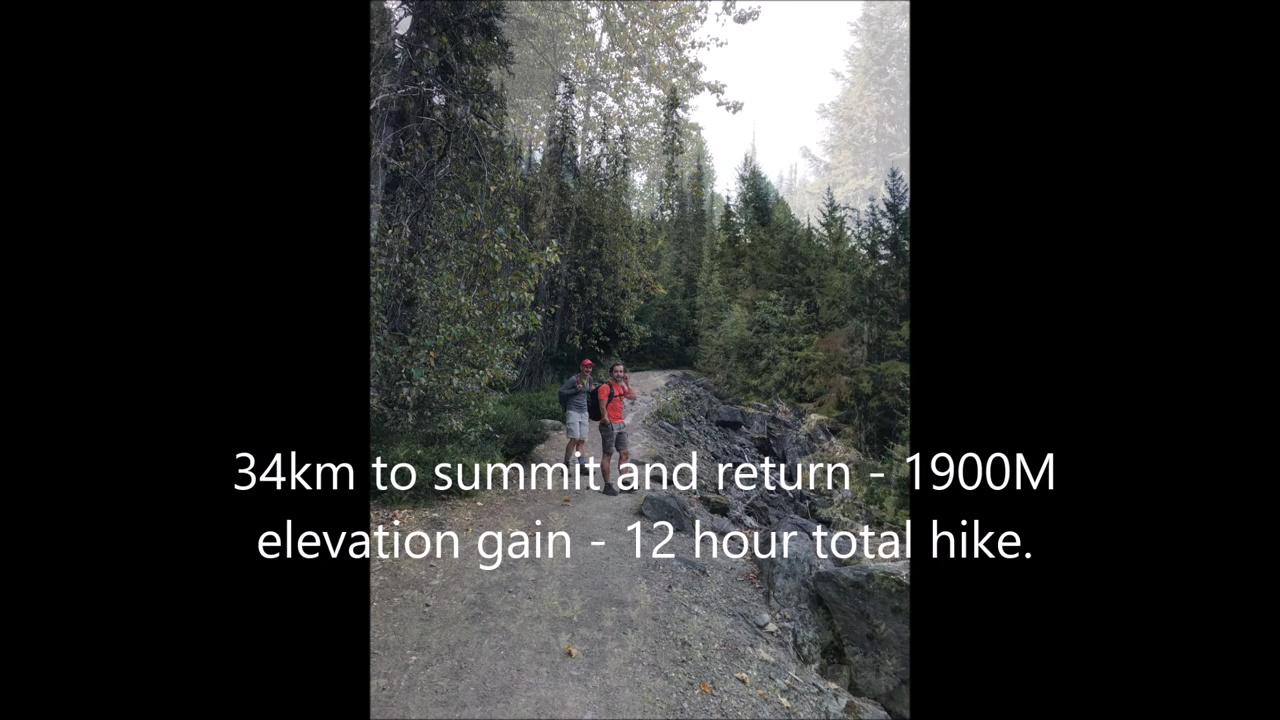 34km to summit and return - 1900M
elevation gain - 12 hour total hike.